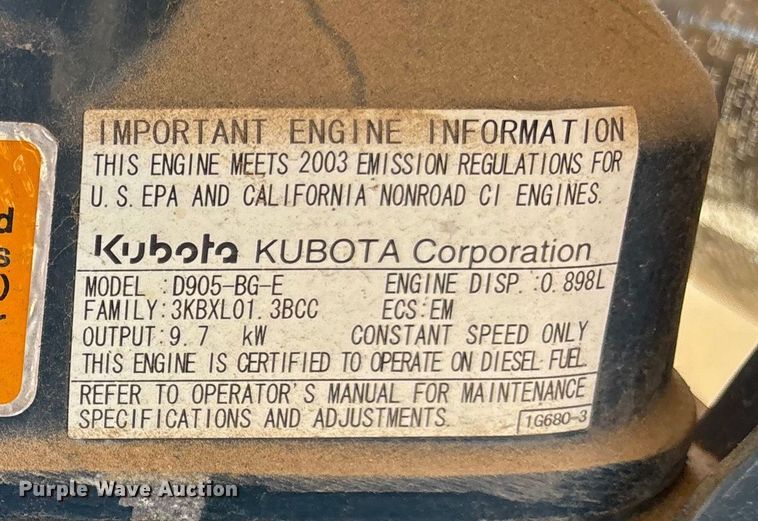 IMPORTANT ENGINE INFORMATION
THIS ENGINE MEETS 2003 EMISSION REGULATIONS FOR
U.S.EPA AND CALIFORNIA NONROAD CI ENGINES.
Kubota KUBOTA Corporation
MODEL :D905-BG-E ENGINE DISP.:0.898L
FAMILY:3KBXL01.3BCC ECS:EM
OUTPUT:9.7 kW CONSTANT SPEED ONLY
THIS ENGINE IS CERTIFIED TO OPERATE ON DIESEL FUEL.
REFER TO OPERATOR'S MANUAL FOR MAINTENANCE
SPECIFICATIONS AND ADJUSTMENTS.
1G680-3
Purple Wave Auction